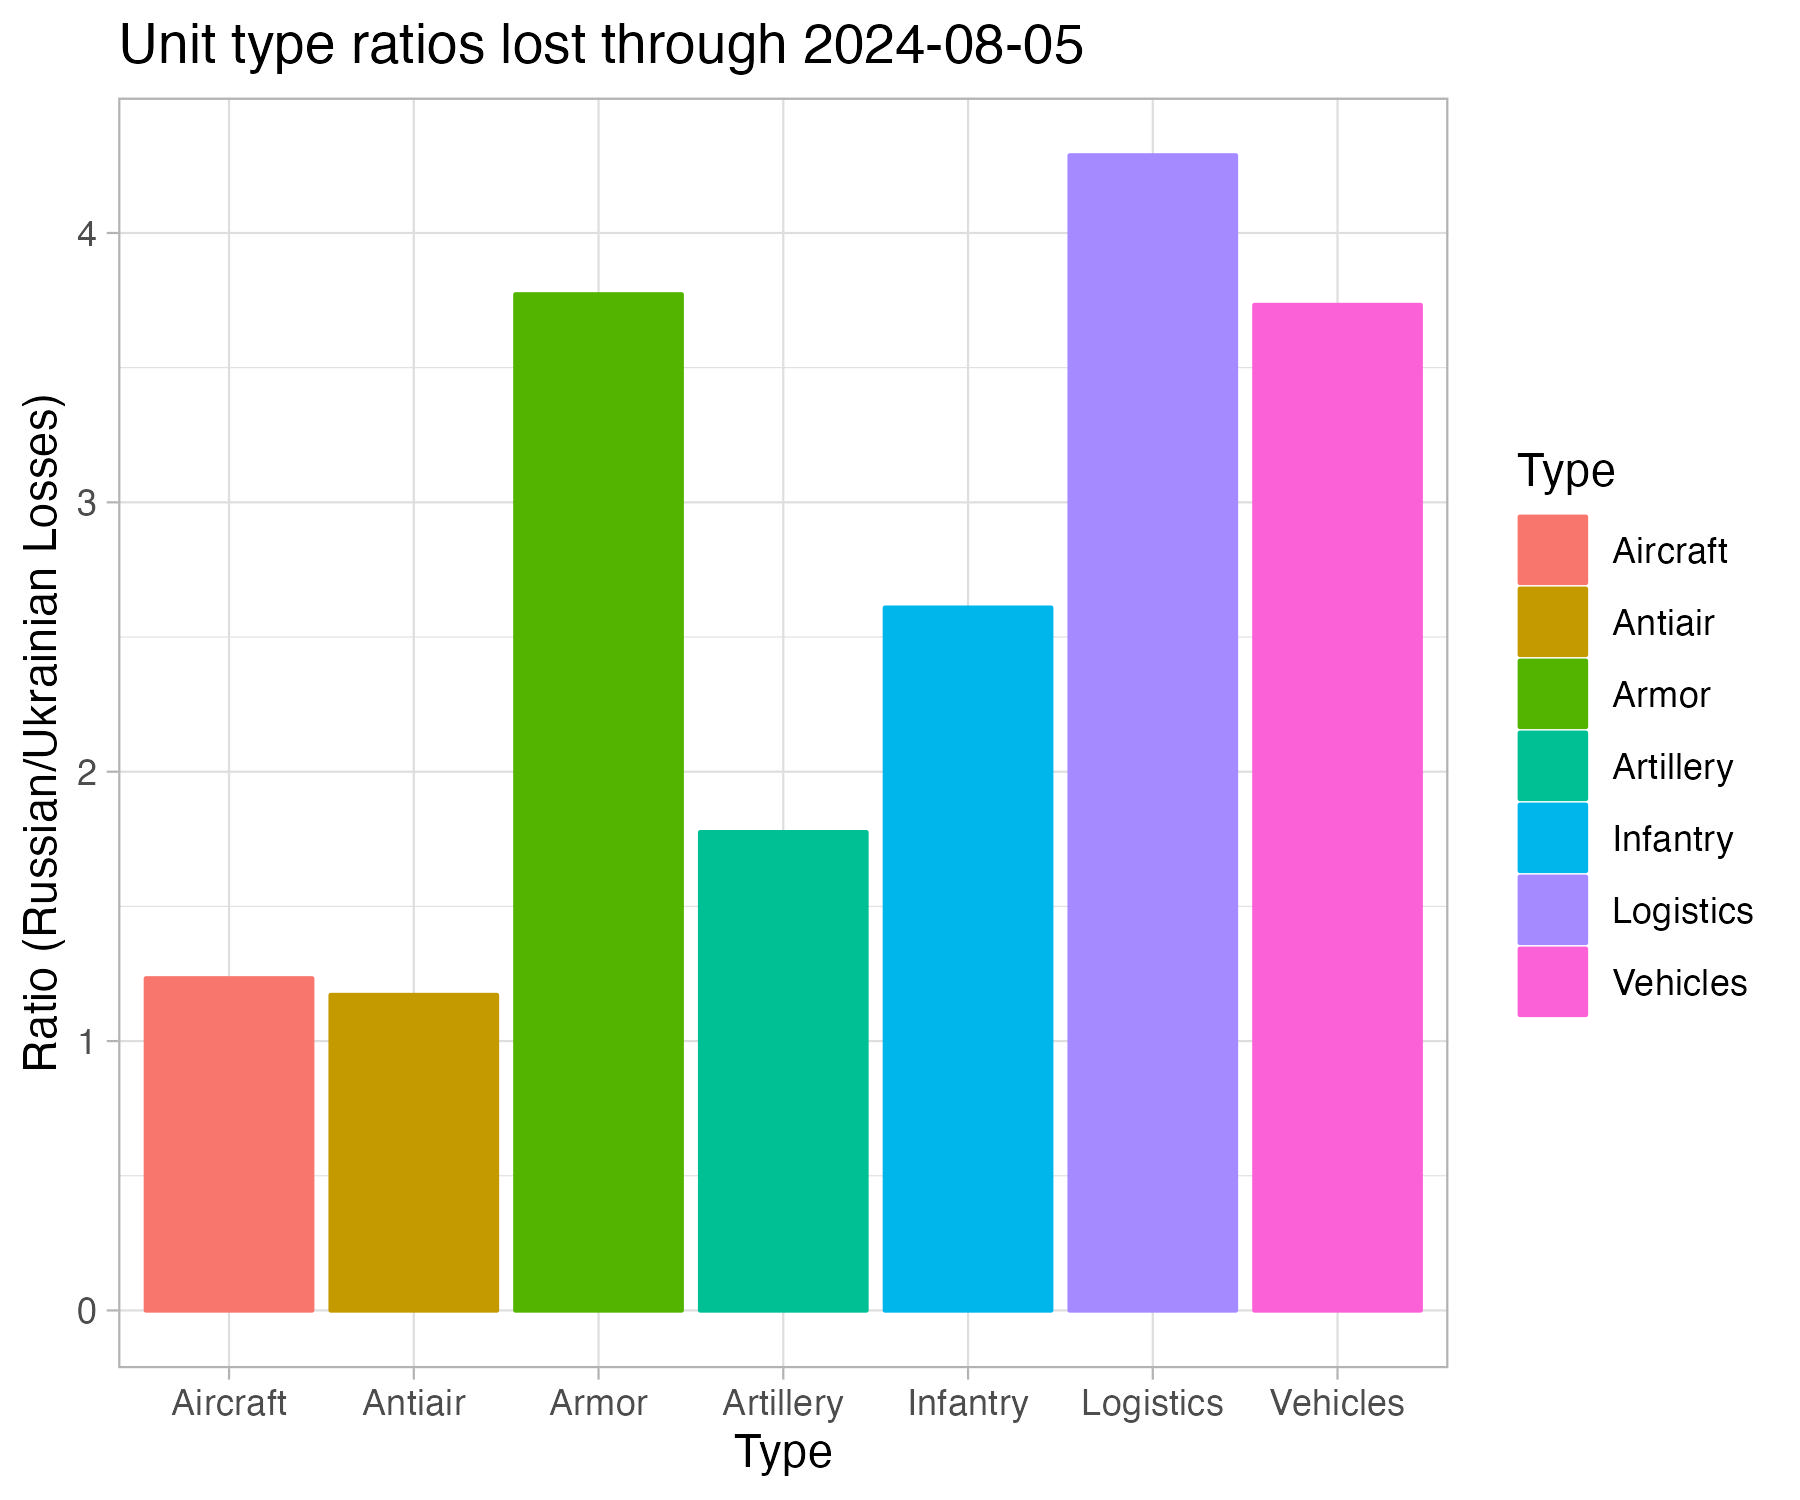 Unit type ratios lost through 2024-08-05
Ratio (Russian/Ukrainian Losses)
4
3
2
1
0
Aircraft Antiair Armor Artillery Infantry Logistics Vehicles
Type
Type
Aircraft
Antiair
Armor
Artillery
Infantry
Logistics
Vehicles